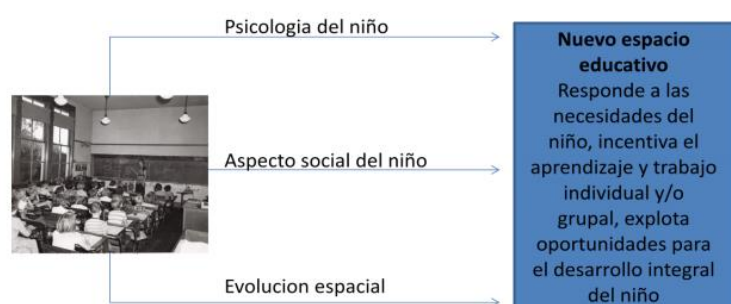 Psicologia del niño
Aspecto social del niño
Evolucion espacial
Nuevo espacio
educativo
Responde a las
necesidades del
niño, incentiva el
aprendizaje y trabajo
individual y/o
grupal, explota
oportunidades para
el desarrollo integral
del niño